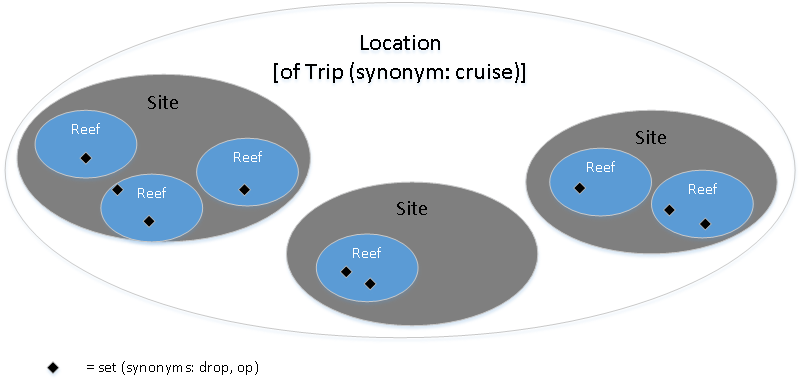 Location
[of Trip (synonym: cruise)]
Site
Reef
Reef
Reef
Site
Reef
Site
Reef
Reef
= set (synonyms: drop, op)